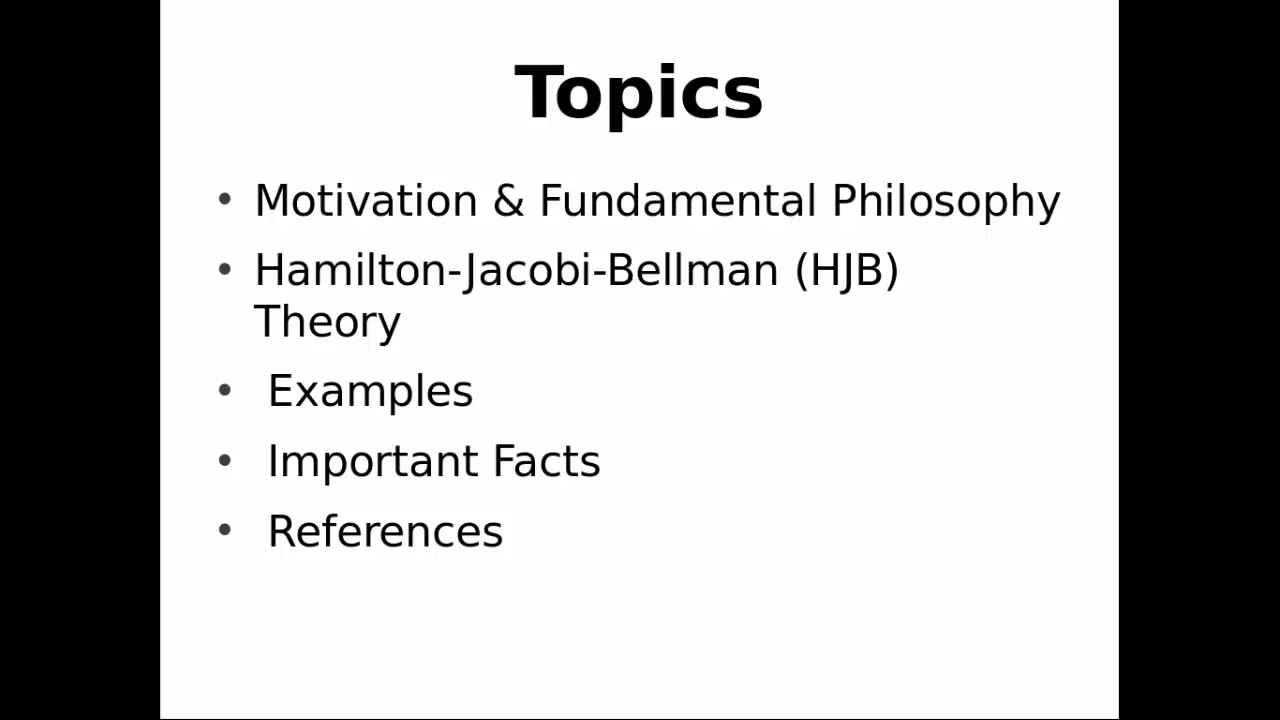 Topics
• Motivation & Fundamental Philosophy
• Hamilton-Jacobi-Bellman (HJB)
Theory
• Examples
• Important Facts
• References